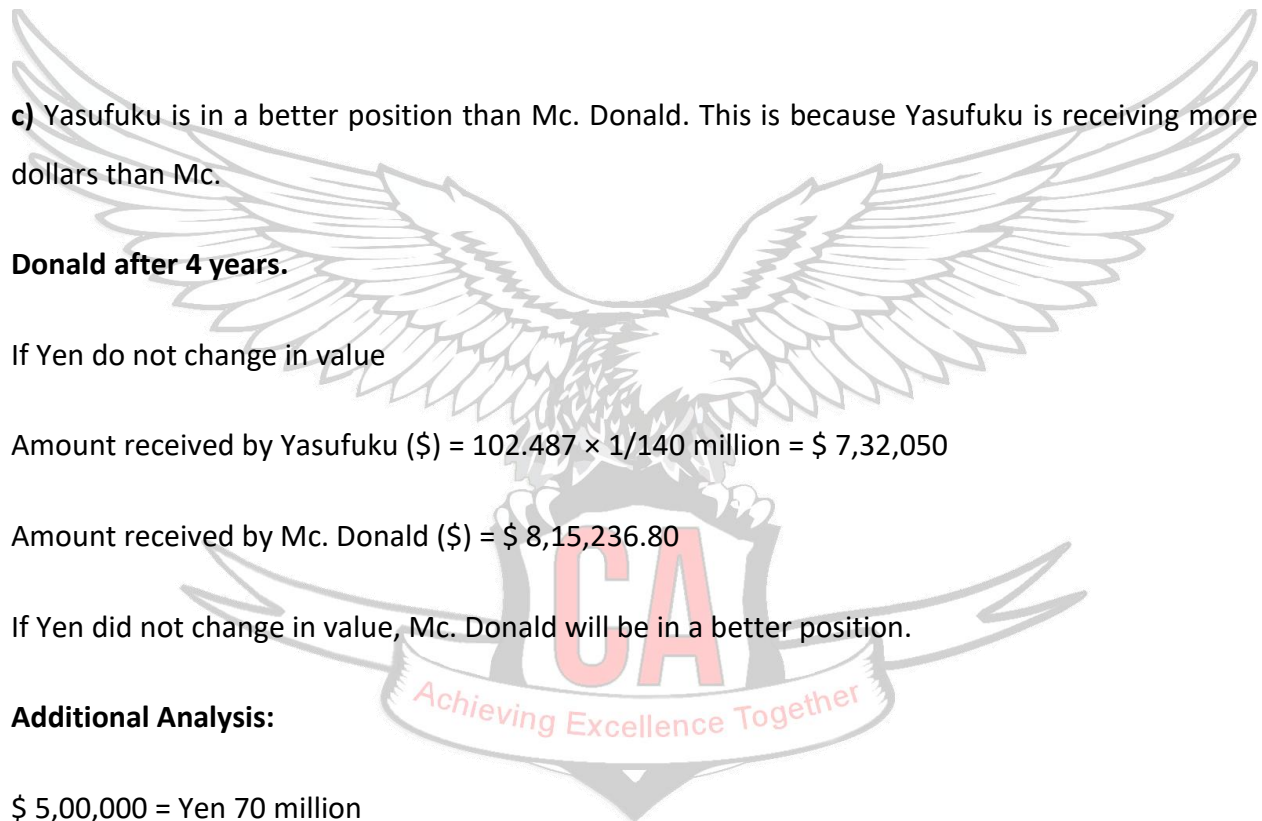 c) Yasufuku is in a better position than Mc. Donald. This is because Yasufuku is receiving more
dollars than Mc.
Donald after 4 years.
If Yen do not change in value
Amount received by Yasufuku ($) = 102.487 × 1/140 million = $ 7,32,050
Amount received by Mc. Donald ($) = $ 8,15,236.80
If Yen did not change in value, Mc. Donald will be in a better position.
CA
Achieving Excellence Together
Additional Analysis:
$ 5,00,000 = Yen 70 million